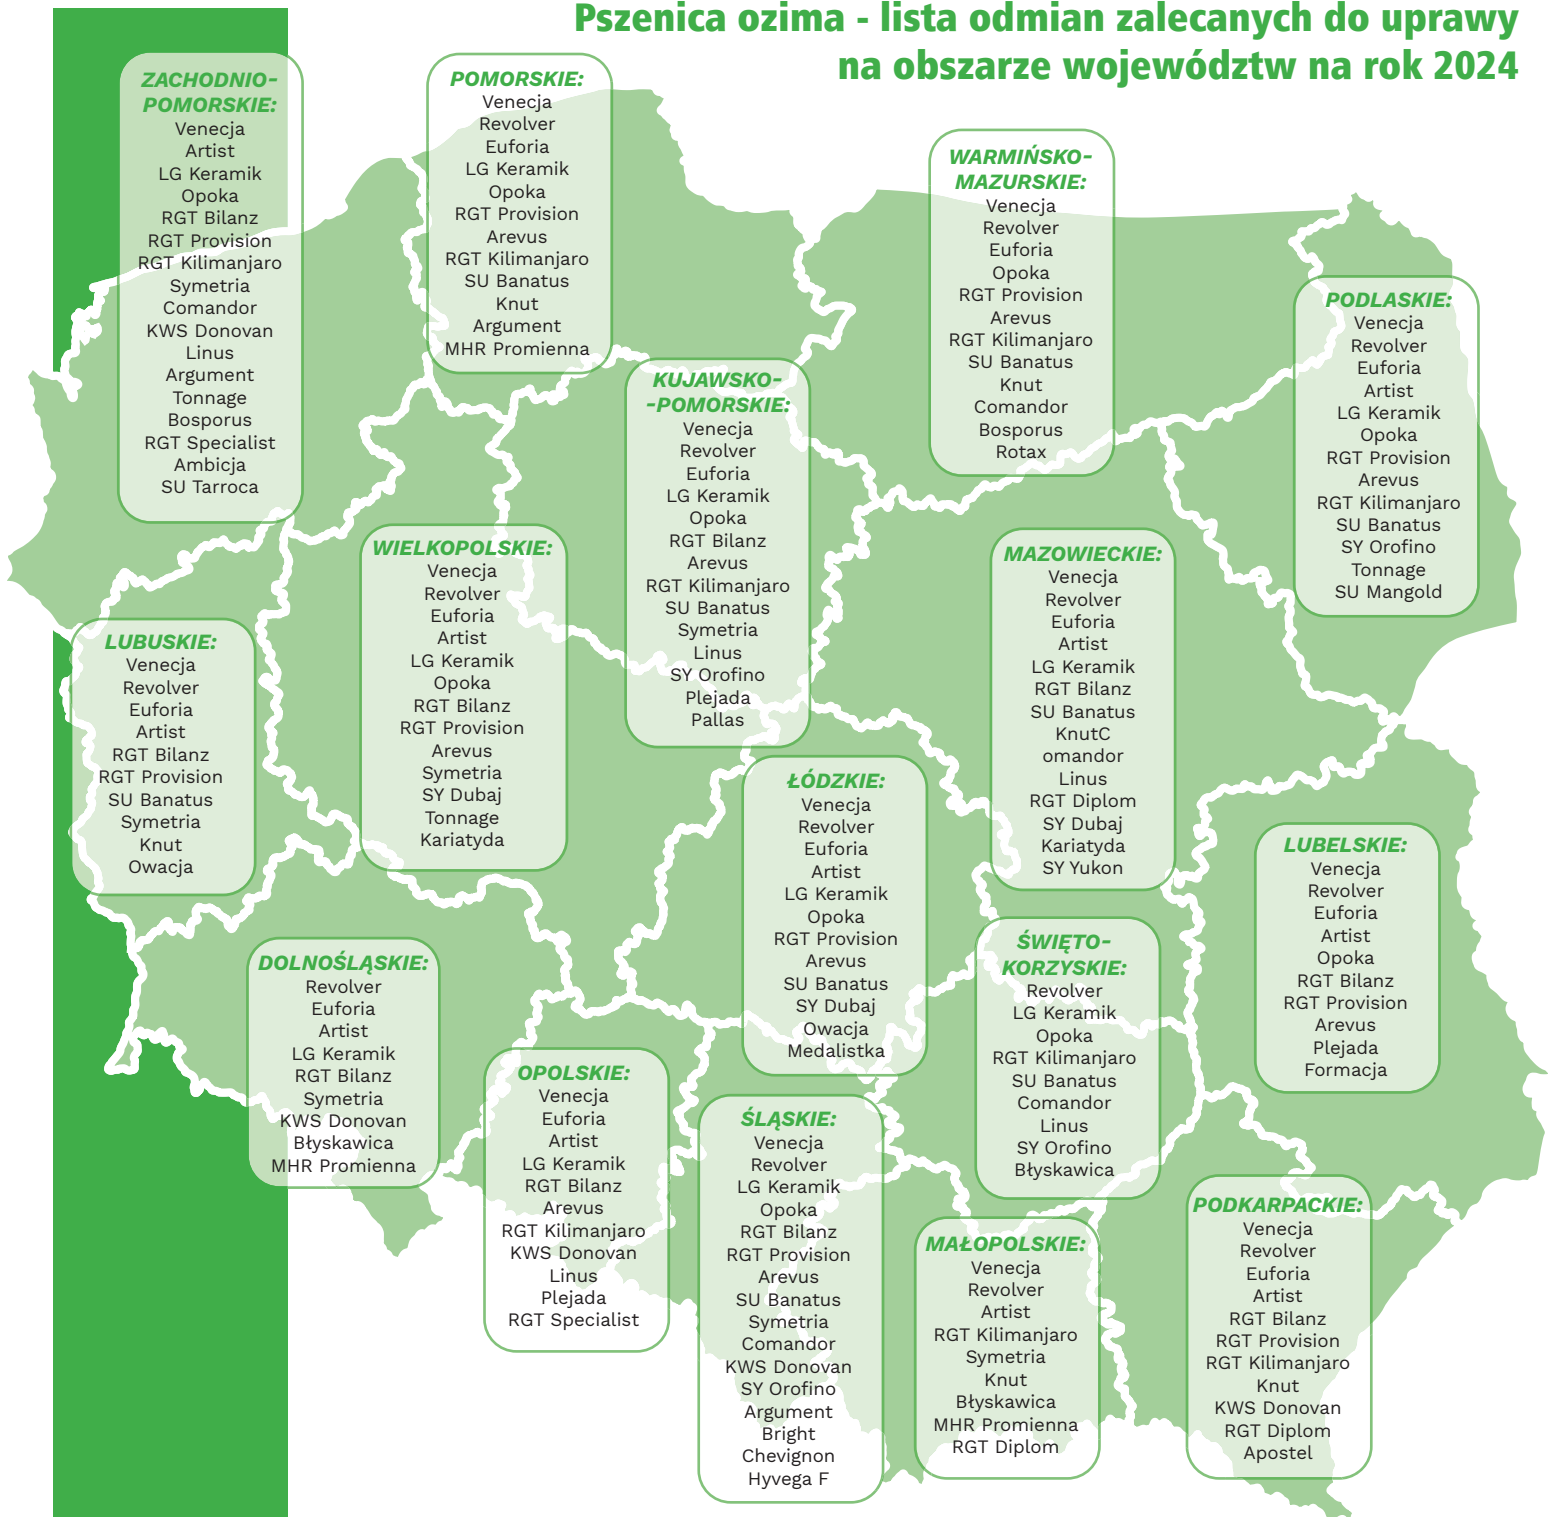 Pszenica ozima - lista odmian zalecanych do uprawy
na obszarze województw na rok 2024
ZACHODNIO-
POMORSKIE:
Venecja
Artist
LG Keramik
Opoka
RGT Bilanz
RGT Provision
RGT Kilimanjaro
Symetria
Comandor
KWS Donovan
Linus
Argument
Tonnage
Bosporus
RGT Specialist
Ambicja
SU Tarroca
POMORSKIE:
Venecja
Revolver
Euforia
LG Keramik
Opoka
RGT Provision
Arevus
RGT Kilimanjaro
SU Banatus
Knut
Argument
MHR Promienna
WARMIŃSKO-
MAZURSKIE:
Venecja
Revolver
Euforia
Opoka
RGT Provision
Arevus
RGT Kilimanjaro
SU Banatus
Knut
Comandor
Bosporus
Rotax
PODLASKIE:
Venecja
Revolver
Euforia
Artist
LG Keramik
Opoka
RGT Provision
Arevus
RGT Kilimanjaro
SU Banatus
SY Orofino
Tonnage
SU Mangold
KUJAWSKO-
-POMORSKIE:
Venecja
Revolver
Euforia
LG Keramik
Opoka
RGT Bilanz
Arevus
RGT Kilimanjaro
SU Banatus
Symetria
Linus
SY Orofino
Plejada
Pallas
WIELKOPOLSKIE:
Venecja
Revolver
Euforia
Artist
LG Keramik
Opoka
RGT Bilanz
RGT Provision
Arevus
Symetria
SY Dubaj
Tonnage
Kariatyda
MAZOWIECKIE:
Venecja
Revolver
Euforia
Artist
LG Keramik
RGT Bilanz
SU Banatus
KnutC
omandor
Linus
RGT Diplom
SY Dubaj
Kariatyda
SY Yukon
LUBUSKIE:
Venecja
Revolver
Euforia
Artist
RGT Bilanz
RGT Provision
SU Banatus
Symetria
Knut
Owacja
ŁÓDZKIE:
Venecja
Revolver
Euforia
Artist
LG Keramik
Opoka
RGT Provision
Arevus
SU Banatus
SY Dubaj
Owacja
Medalistka
LUBELSKIE:
Venecja
Revolver
Euforia
Artist
Opoka
RGT Bilanz
RGT Provision
Arevus
Plejada
Formacja
DOLNOŚLĄSKIE:
Revolver
Euforia
Artist
LG Keramik
RGT Bilanz
Symetria
KWS Donovan
Błyskawica
MHR Promienna
ŚWIĘTO-
KORZYSKIE:
Revolver
LG Keramik
Opoka
RGT Kilimanjaro
SU Banatus
Comandor
Linus
SY Orofino
Błyskawica
OPOLSKIE:
Venecja
Euforia
Artist
LG Keramik
RGT Bilanz
Arevus
RGT Kilimanjaro
KWS Donovan
Linus
Plejada
RGT Specialist
ŚLĄSKIE:
Venecja
Revolver
LG Keramik
Opoka
RGT Bilanz
RGT Provision
Arevus
SU Banatus
Symetria
Comandor
KWS Donovan
SY Orofino
Argument
Bright
Chevignon
Hyvega F
MAŁOPOLSKIE:
Venecja
Revolver
Artist
RGT Kilimanjaro
Symetria
Knut
Błyskawica
MHR Promienna
RGT Diplom
PODKARPACKIE:
Venecja
Revolver
Euforia
Artist
RGT Bilanz
RGT Provision
RGT Kilimanjaro
Knut
KWS Donovan
RGT Diplom
Apostel